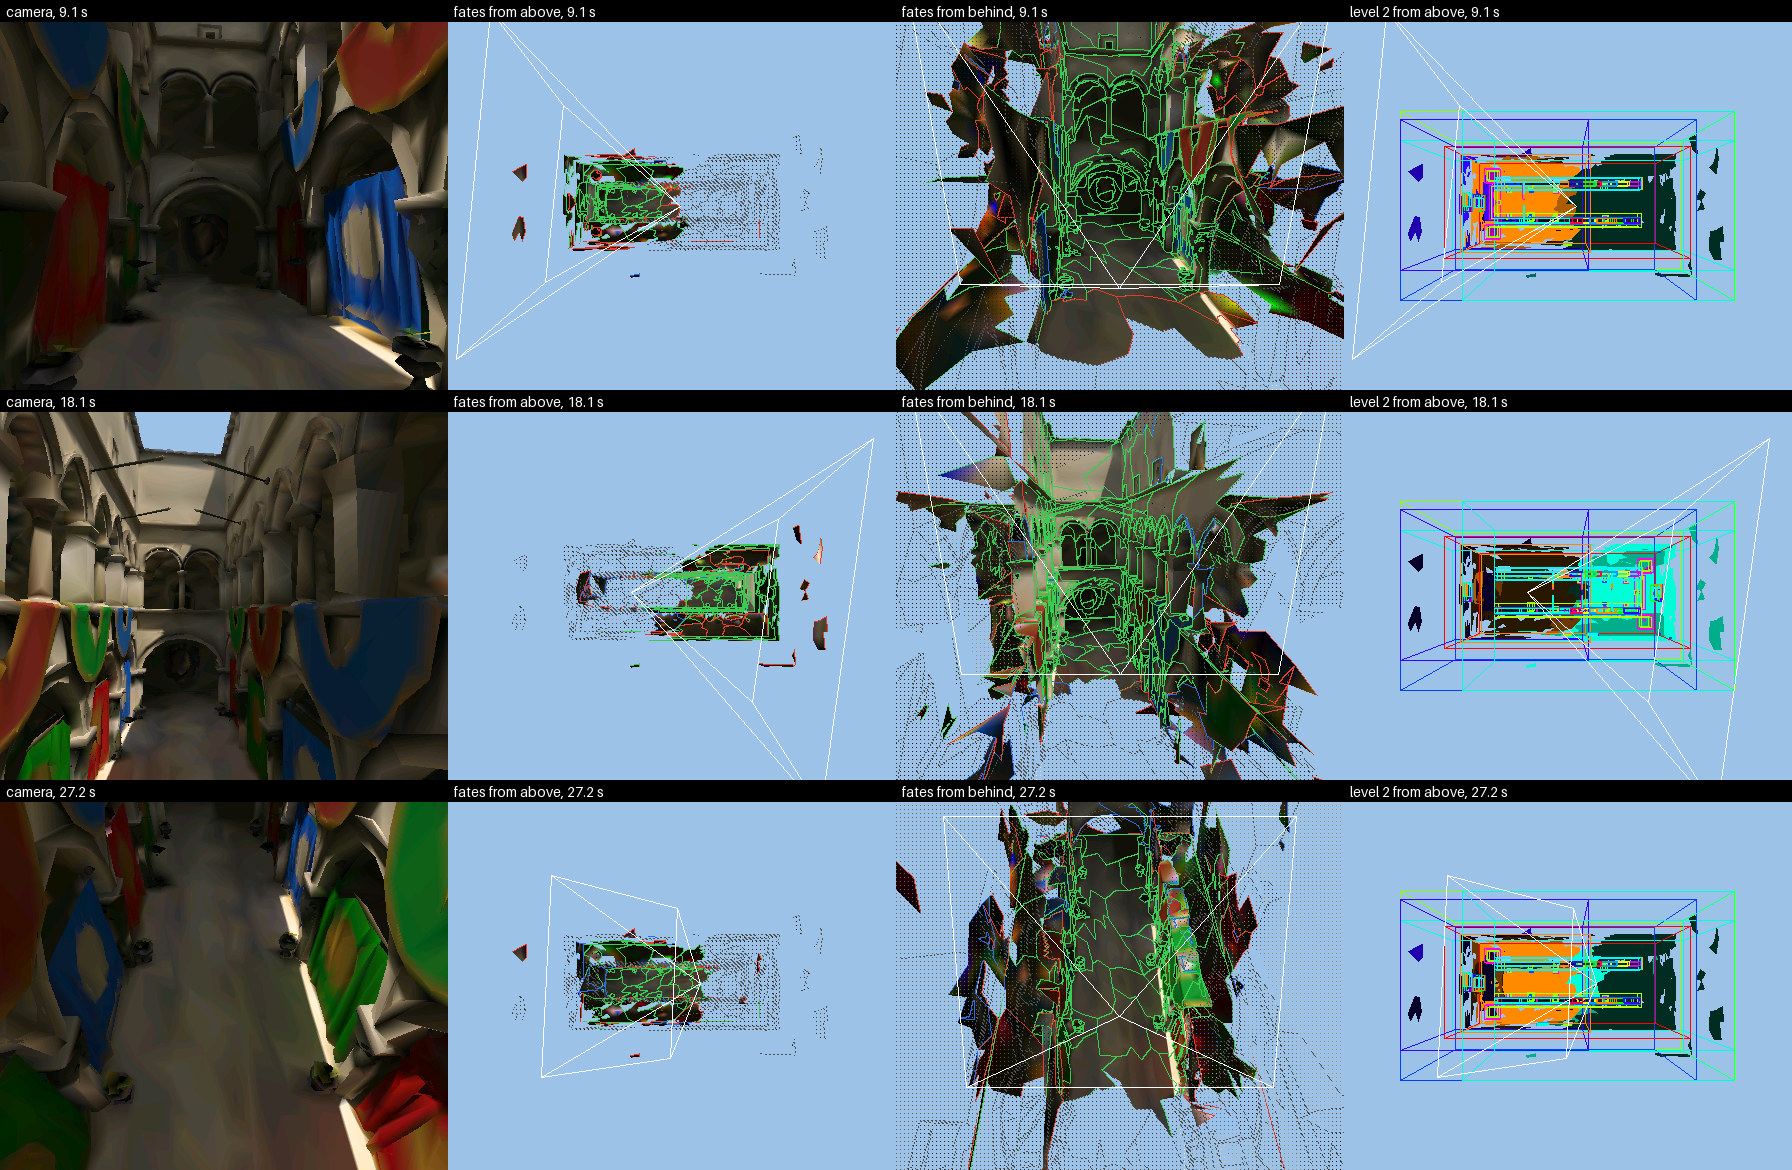 camera, 9.1 s
fates from above, 9.1 s
fates from behind, 9.1 s
level 2 from above, 9.1 s
camera, 18.1 s
fates from above, 18.1 s
fates from behind, 18.1 s
level 2 from above, 18.1 s
camera, 27.2 s
fates from above, 27.2 s
fates from behind, 27.2 s
level 2 from above, 27.2 s